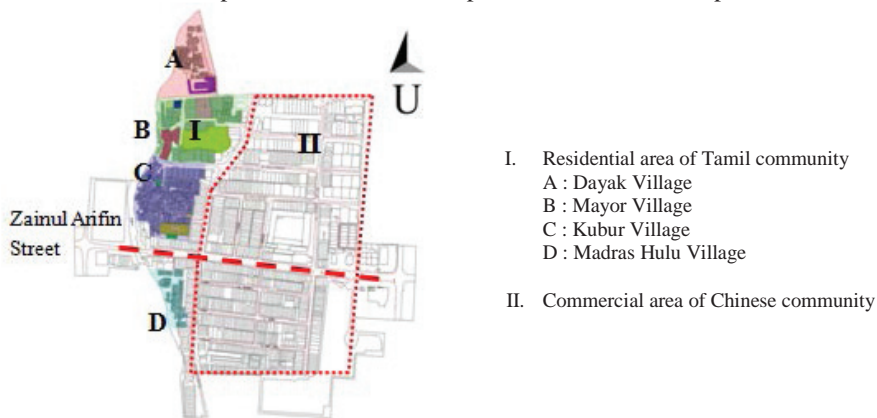 A
B
I
II
C
U
Zainul Arifin
Street
D
I. Residential area of Tamil community
A : Dayak Village
B : Mayor Village
C : Kubur Village
D : Madras Hulu Village
II. Commercial area of Chinese community